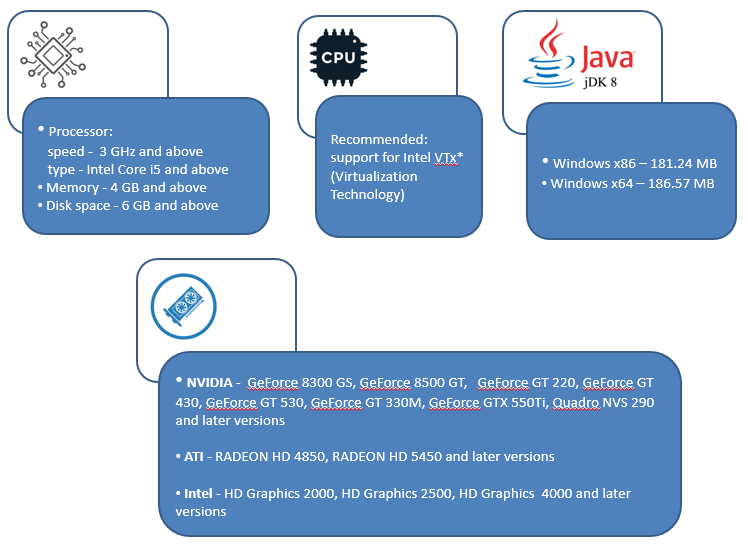 • Processor:
speed - 3 GHz and above
type - Intel Core i5 and above
• Memory - 4 GB and above
• Disk space - 6 GB and above
CPU
Recommended:
support for Intel VTx*
(Virtualization
Technology)
Java
jDK 8
• Windows x86 – 181.24 MB
• Windows x64 – 186.57 MB
• NVIDIA - GeForce 8300 GS, GeForce 8500 GT, GeForce GT 220, GeForce GT
430, GeForce GT 530, GeForce GT 330M, GeForce GTX 550Ti, Quadro NVS 290
and later versions
• ATI - RADEON HD 4850, RADEON HD 5450 and later versions
• Intel - HD Graphics 2000, HD Graphics 2500, HD Graphics 4000 and later
versions